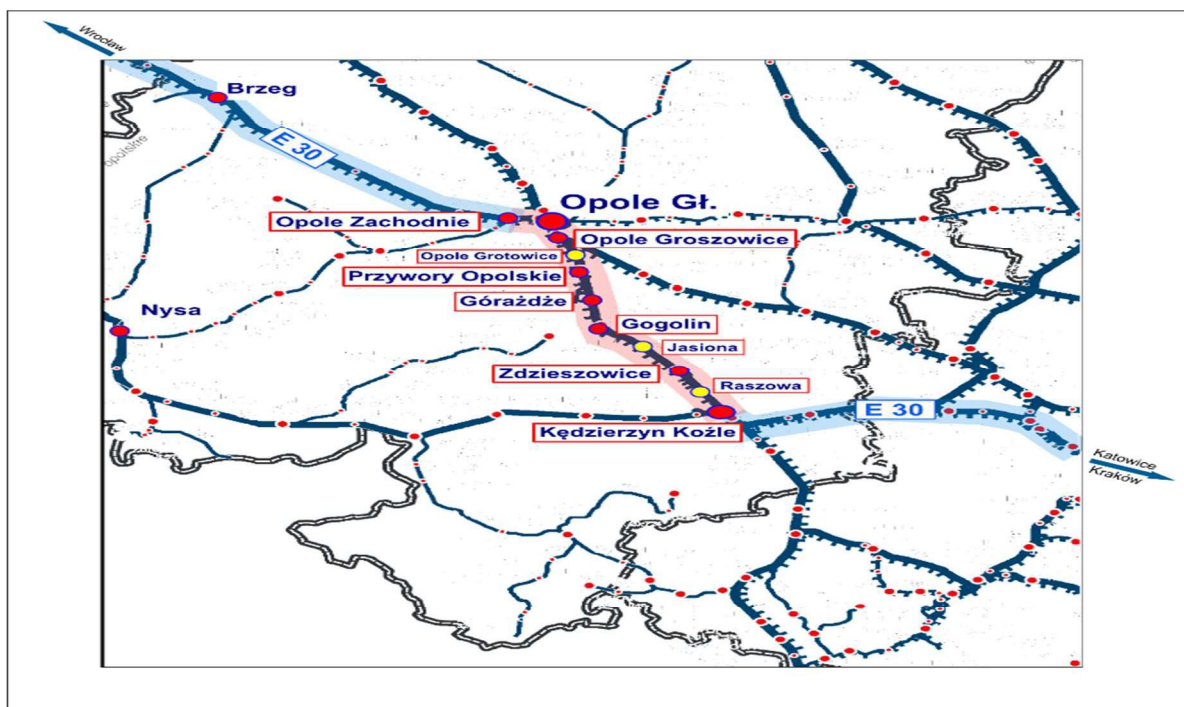 Wrocław
Brzeg
opolskie
E 30
Opole Gł.
Opole Zachodnie
Opole Groszowice
Opole Grotowice
Przywory Opolskie
Górażdże
Nysa
Gogolin
Jasiona
Zdzieszowice
Raszowa
E 30
Kędzierzyn Koźle
Katowice
Kraków